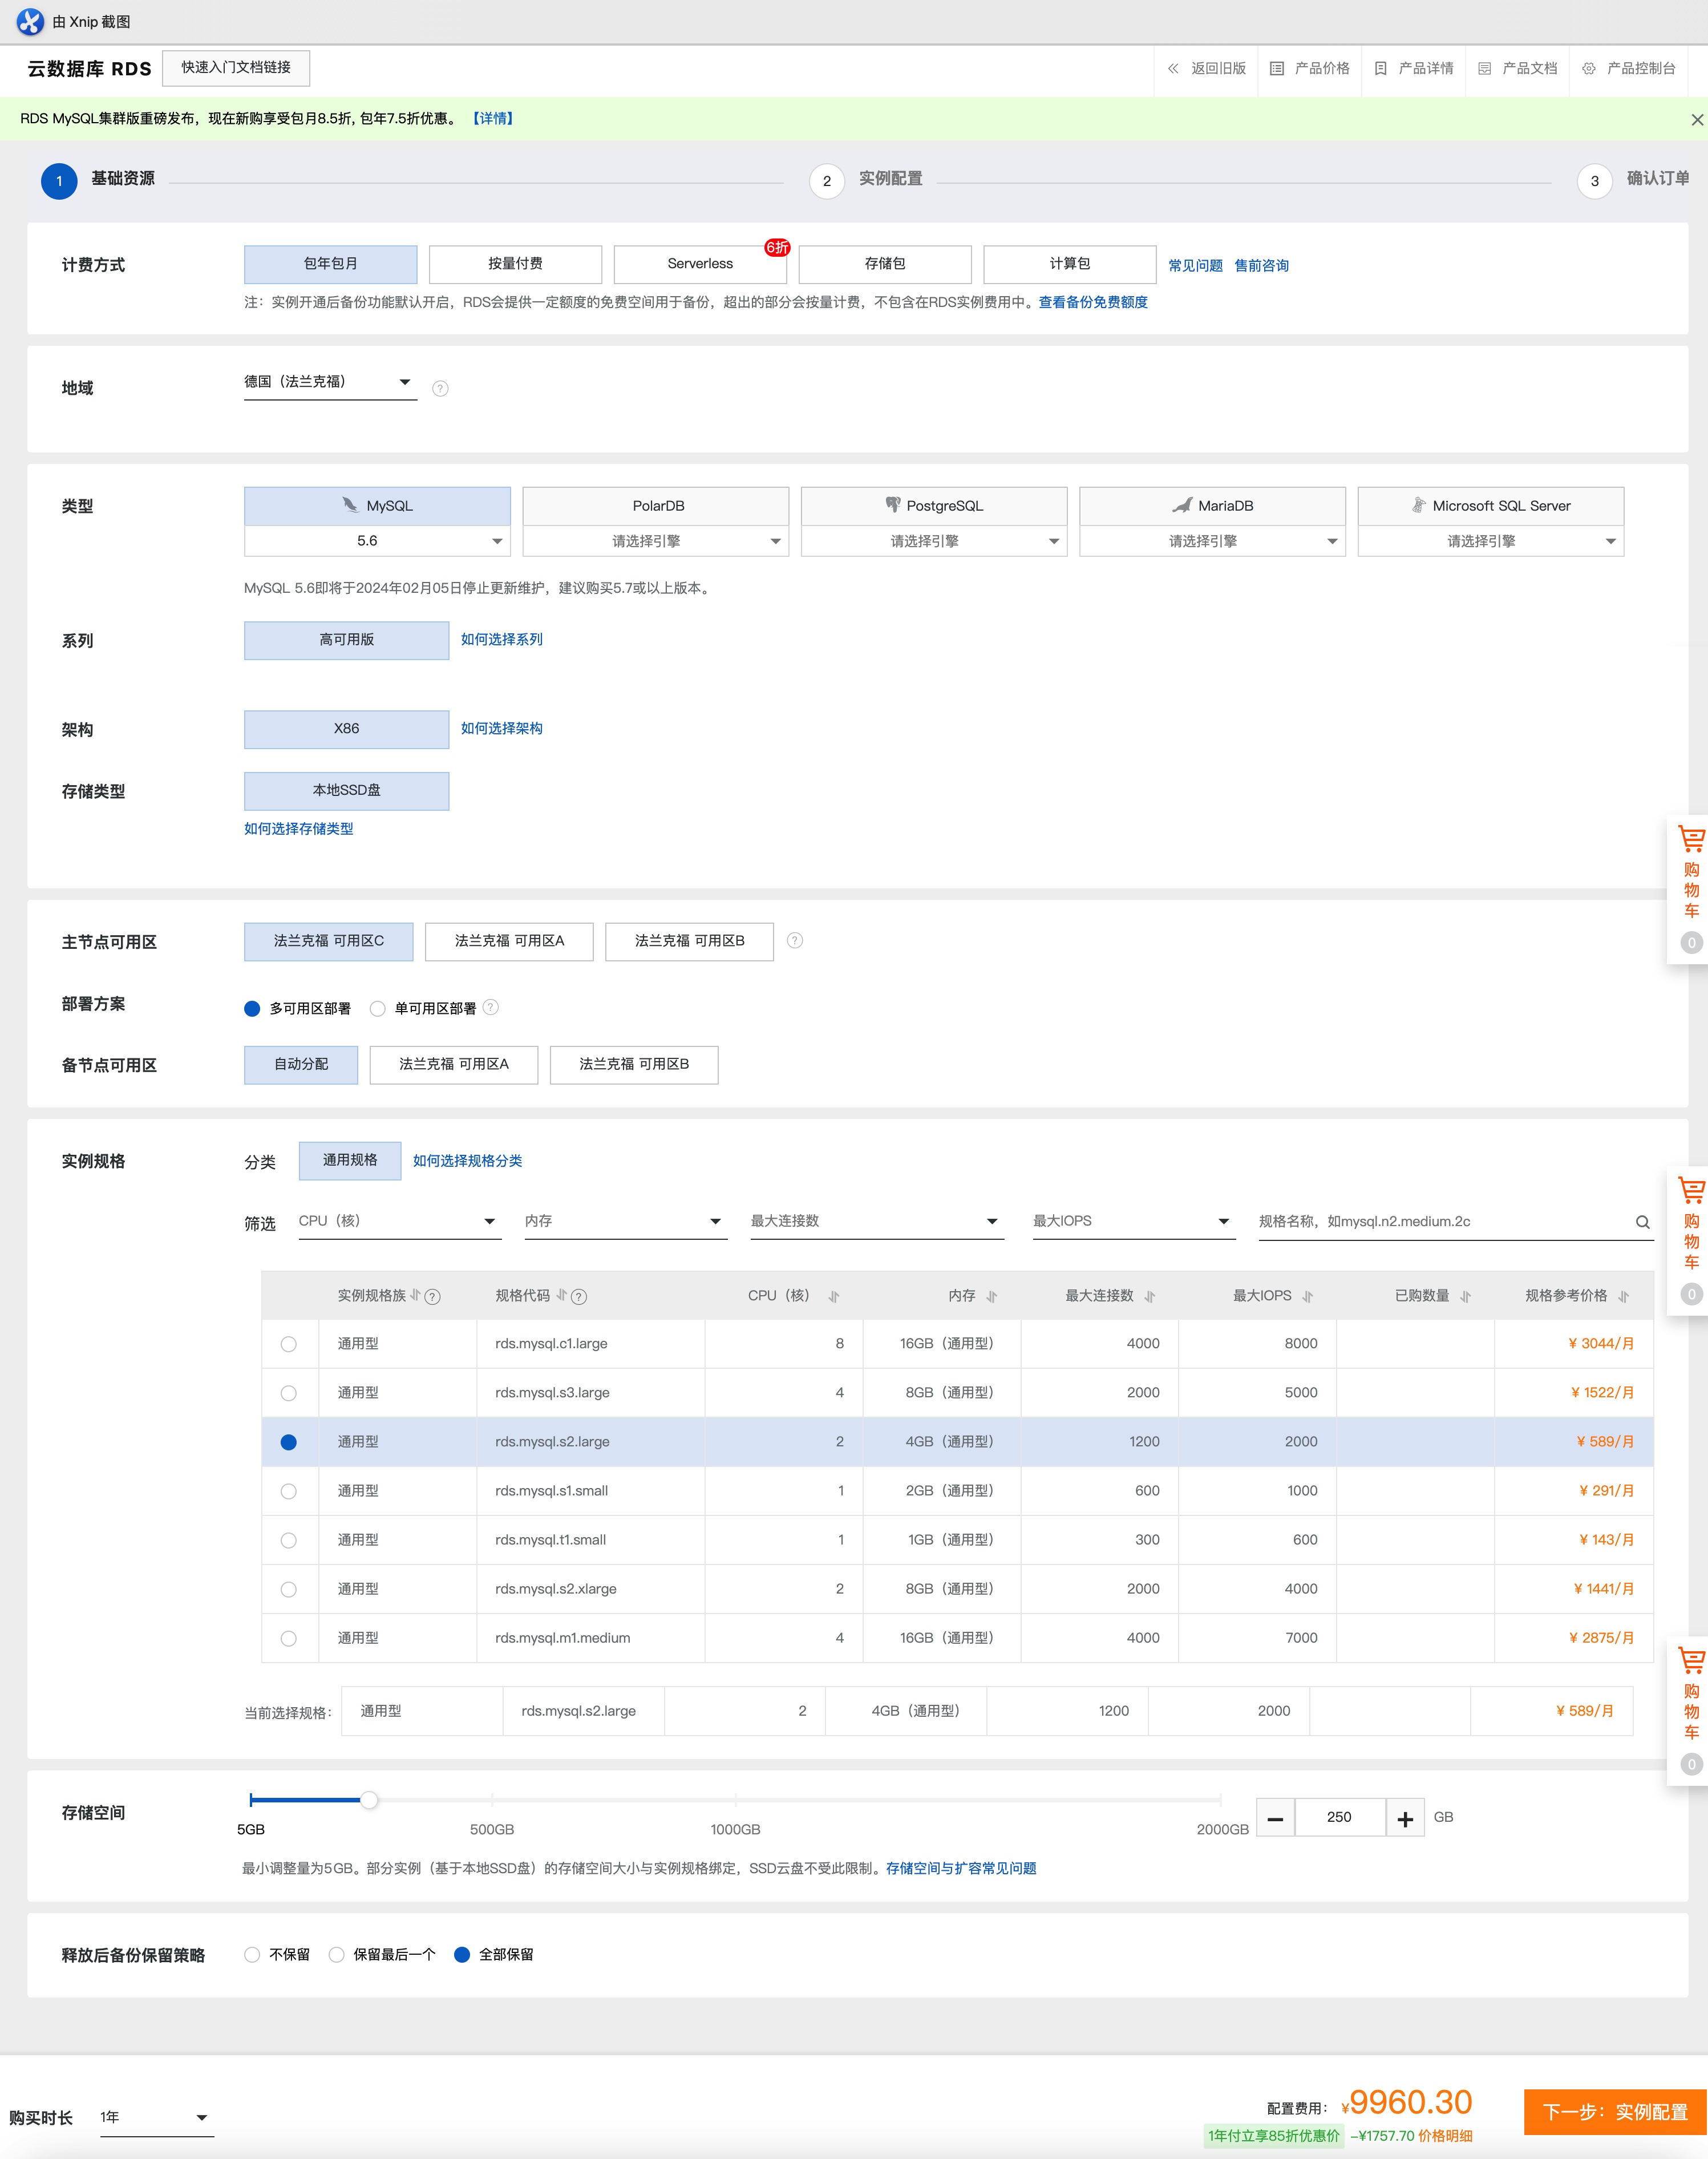 由 Xnip 截图
云数据库 RDS 快速入门文档链接 返回旧版 产品价格 产品详情 产品文档 产品控制台
RDS MySQL集群版重磅发布，现在新购享受包月8.5折, 包年7.5折优惠。 【详情】
1 基础资源 2 实例配置 3 确认订单
计费方式 包年包月 按量付费 Serverless 6折 存储包 计算包 常见问题 售前咨询
注：实例开通后备份功能默认开启，RDS会提供一定额度的免费空间用于备份，超出的部分会按量计费，不包含在RDS实例费用中。查看备份免费额度
地域 德国（法兰克福）
类型 MySQL PolarDB PostgreSQL MariaDB Microsoft SQL Server
5.6 请选择引擎 请选择引擎 请选择引擎 请选择引擎
MySQL 5.6即将于2024年02月05日停止更新维护，建议购买5.7或以上版本。
系列 高可用版 如何选择系列
架构 X86 如何选择架构
存储类型 本地SSD盘
如何选择存储类型
购物车 0
主节点可用区 法兰克福 可用区C 法兰克福 可用区A 法兰克福 可用区B
部署方案 多可用区部署 单可用区部署
备节点可用区 自动分配 法兰克福 可用区A 法兰克福 可用区B
实例规格 分类 通用规格 如何选择规格分类
筛选 CPU（核） 内存 最大连接数 最大IOPS 规格名称，如mysql.n2.medium.2c
购物车 0
实例规格族 规格代码 CPU（核） 内存 最大连接数 最大IOPS 已购数量 规格参考价格
通用型 rds.mysql.c1.large 8 16GB（通用型） 4000 8000 ¥ 3044/月
通用型 rds.mysql.s3.large 4 8GB（通用型） 2000 5000 ¥ 1522/月
通用型 rds.mysql.s2.large 2 4GB（通用型） 1200 2000 ¥ 589/月
通用型 rds.mysql.s1.small 1 2GB（通用型） 600 1000 ¥ 291/月
通用型 rds.mysql.t1.small 1 1GB（通用型） 300 600 ¥ 143/月
通用型 rds.mysql.s2.xlarge 2 8GB（通用型） 2000 4000 ¥ 1441/月
通用型 rds.mysql.m1.medium 4 16GB（通用型） 4000 7000 ¥ 2875/月
当前选择规格： 通用型 rds.mysql.s2.large 2 4GB（通用型） 1200 2000 ¥ 589/月
购物车 0
存储空间 5GB 500GB 1000GB 2000GB 250 GB
最小调整量为5GB。部分实例（基于本地SSD盘）的存储空间大小与实例规格绑定，SSD云盘不受此限制。存储空间与扩容常见问题
释放后备份保留策略 不保留 保留最后一个 全部保留
购买时长 1年 配置费用： ¥9960.30 下一步：实例配置
1年付立享85折优惠价 -¥1757.70 价格明细